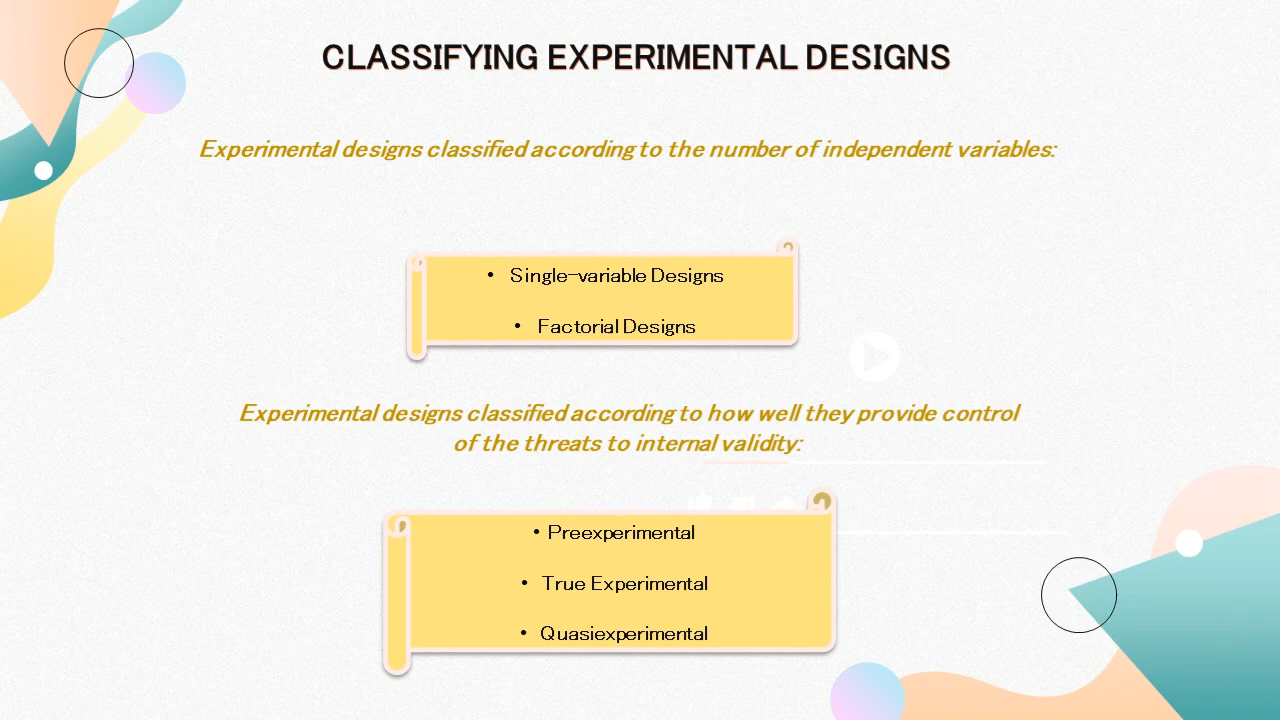 CLASSIFYING EXPERIMENTAL DESIGNS
Experimental designs classified according to the number of independent variables:
• Single-variable Designs
• Factorial Designs
Experimental designs classified according to how well they provide control
of the threats to internal validity:
• Preexperimental
• True Experimental
• Quasiexperimental